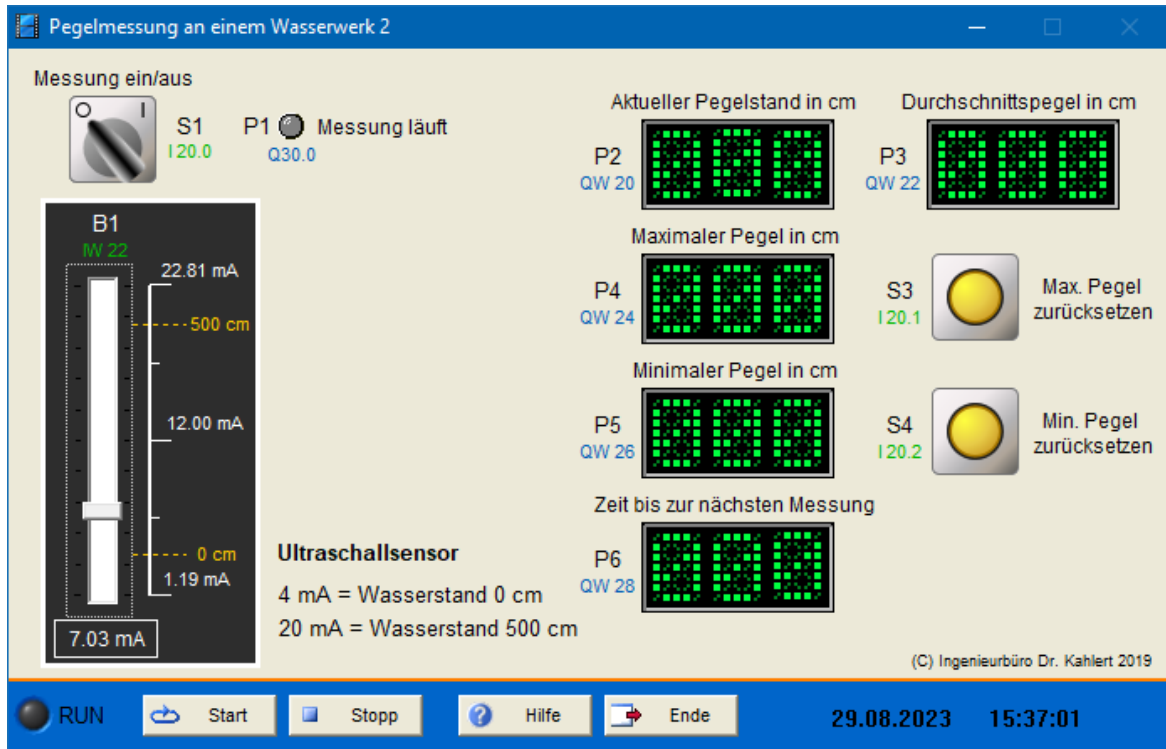 Pegelmessung an einem Wasserwerk 2
Messung ein/aus
O I
S1
I 20.0
P1
Q30.0
Messung läuft
B1
IW 22
22.81 mA
500 cm
12.00 mA
0 cm
1.19 mA
7.03 mA
Ultraschallsensor
4 mA = Wasserstand 0 cm
20 mA = Wasserstand 500 cm
Aktueller Pegelstand in cm
P2
QW 20
000
Durchschnittspegel in cm
P3
QW 22
000
Maximaler Pegel in cm
P4
QW 24
000
S3
I 20.1
Max. Pegel
zurücksetzen
Minimaler Pegel in cm
P5
QW 26
000
S4
I 20.2
Min. Pegel
zurücksetzen
Zeit bis zur nächsten Messung
P6
QW 28
000
(C) Ingenieurbüro Dr. Kahlert 2019
RUN
Start
Stopp
Hilfe
Ende
29.08.2023 15:37:01